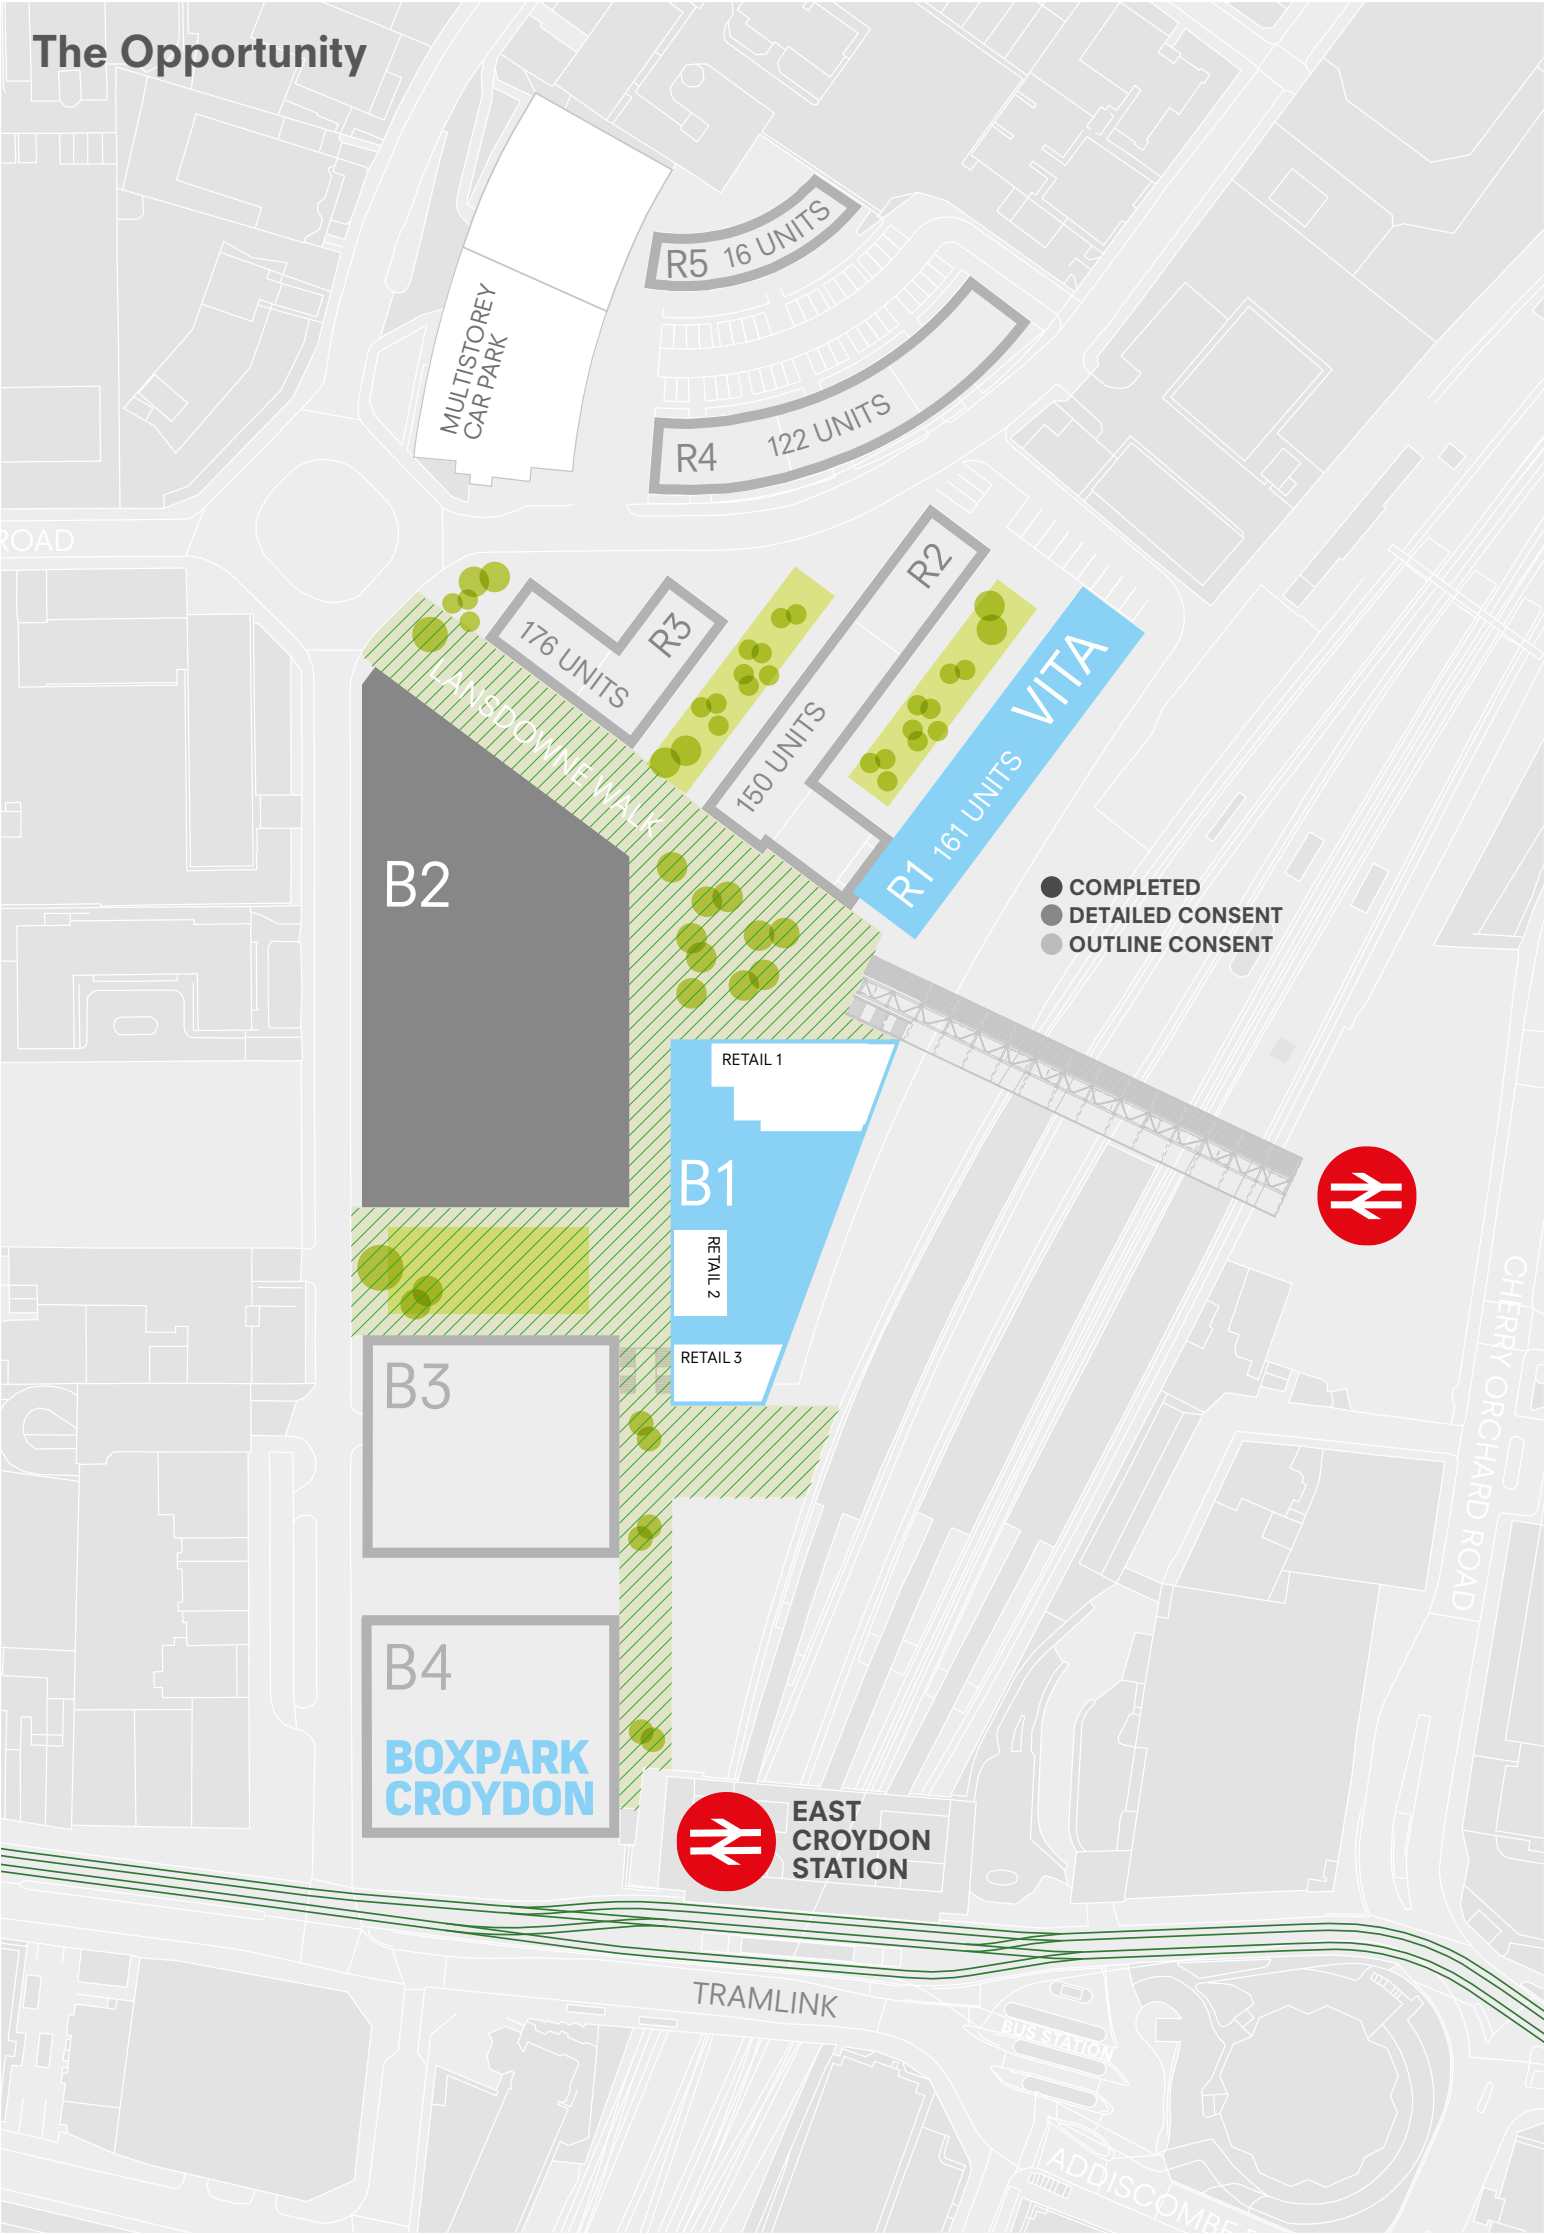 The Opportunity
R5 16 UNITS
MULTISTOREY
CAR PARK
R4 122 UNITS
ROAD
R2
150 UNITS
R3
176 UNITS
VITA
R1 161 UNITS
LANSDOWNE WALK
B2
COMPLETED
DETAILED CONSENT
OUTLINE CONSENT
RETAIL 1
B1
RETAIL 2
RETAIL 3
B3
CHERRY ORCHARD ROAD
B4
BOXPARK
CROYDON
EAST
CROYDON
STATION
TRAMLINK
BUS STATION
ADDISCOMBE